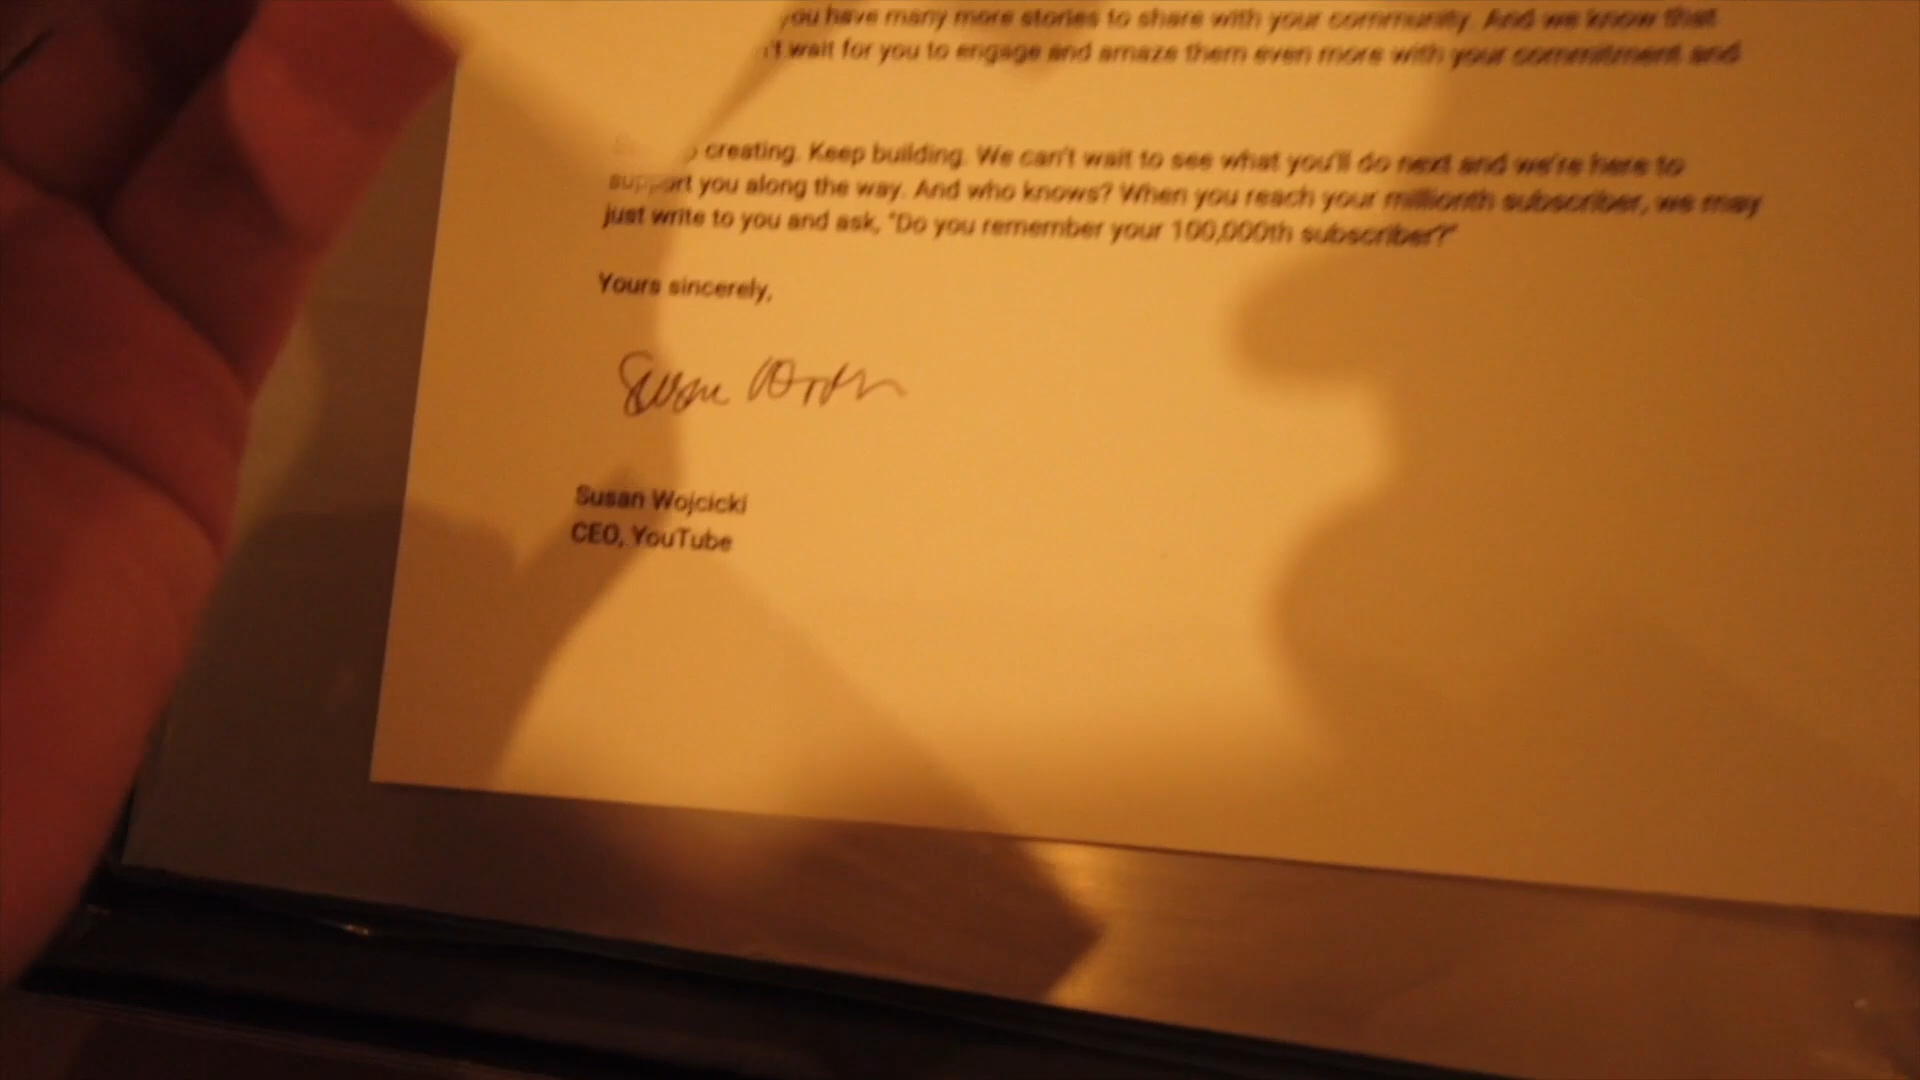 you have many more stories to share with your community. And we know that
wait for you to engage and amaze them even more with your commitment and
creating. Keep building. We can't wait to see what you'll do next and we're here to
support you along the way. And who knows? When you reach your millionth subscriber, we may
just write to you and ask, "Do you remember your 100,000th subscriber?"
Yours sincerely,
Susan Wojcicki
CEO, YouTube